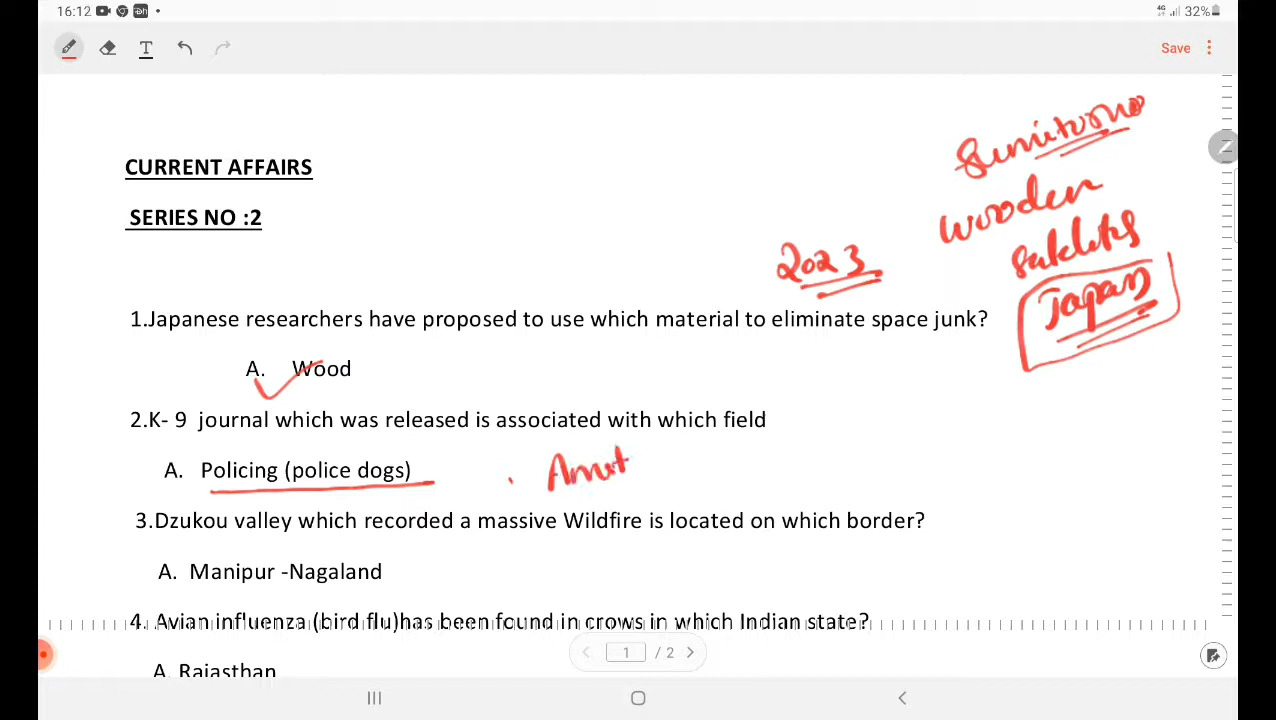 16:12
4G 32%
Save
Sumitomo
CURRENT AFFAIRS
wooden
SERIES NO :2
2023
Japan
1.Japanese researchers have proposed to use which material to eliminate space junk?
A. Wood
2.K- 9 journal which was released is associated with which field
A. Policing (police dogs)
Amit
3.Dzukou valley which recorded a massive Wildfire is located on which border?
A. Manipur -Nagaland
4. Avian influenza (bird flu)has been found in crows in which Indian state?
1 / 2
A. Rajasthan